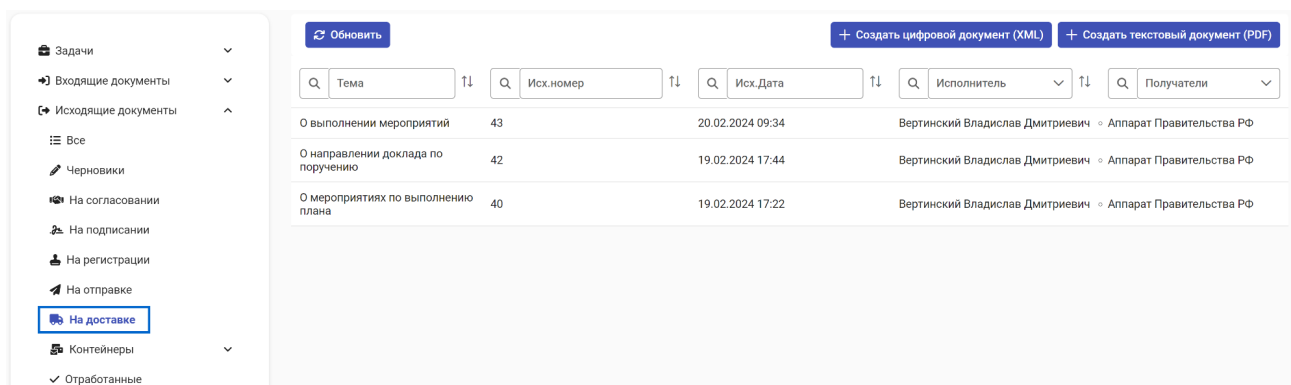 Задачи
Входящие документы
Исходящие документы
Все
Черновики
На согласовании
На подписании
На регистрации
На отправке
На доставке
Контейнеры
Отработанные
Обновить
Создать цифровой документ (XML)
Создать текстовый документ (PDF)
Тема Исх.номер Исх.Дата Исполнитель Получатели
О выполнении мероприятий 43 20.02.2024 09:34 Вертинский Владислав Дмитриевич Аппарат Правительства РФ
О направлении доклада по
поручению 42 19.02.2024 17:44 Вертинский Владислав Дмитриевич Аппарат Правительства РФ
О мероприятиях по выполнению
плана 40 19.02.2024 17:22 Вертинский Владислав Дмитриевич Аппарат Правительства РФ